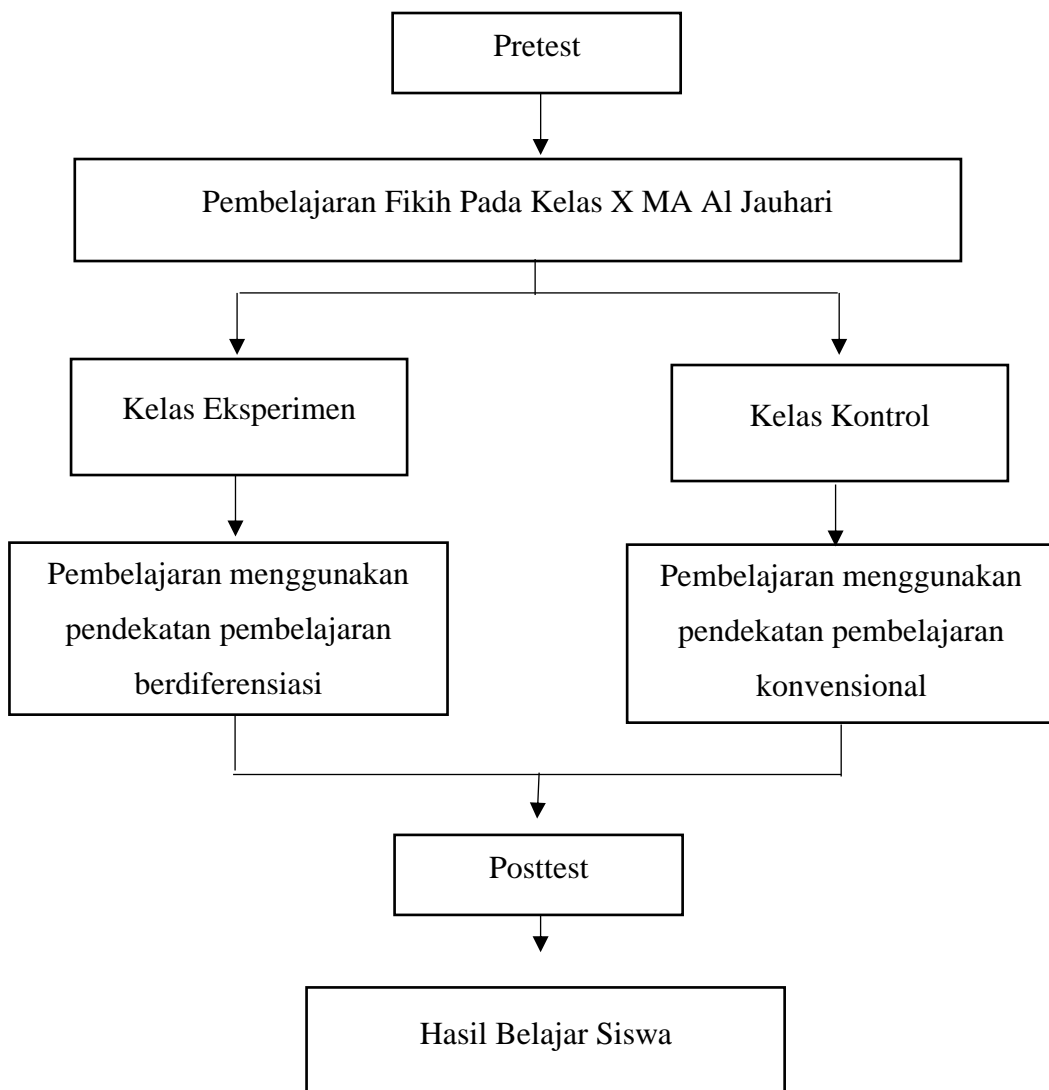 Pretest
Pembelajaran Fikih Pada Kelas X MA Al Jauhari
Kelas Eksperimen
Kelas Kontrol
Pembelajaran menggunakan
pendekatan pembelajaran
berdiferensiasi
Pembelajaran menggunakan
pendekatan pembelajaran
konvensional
Posttest
Hasil Belajar Siswa